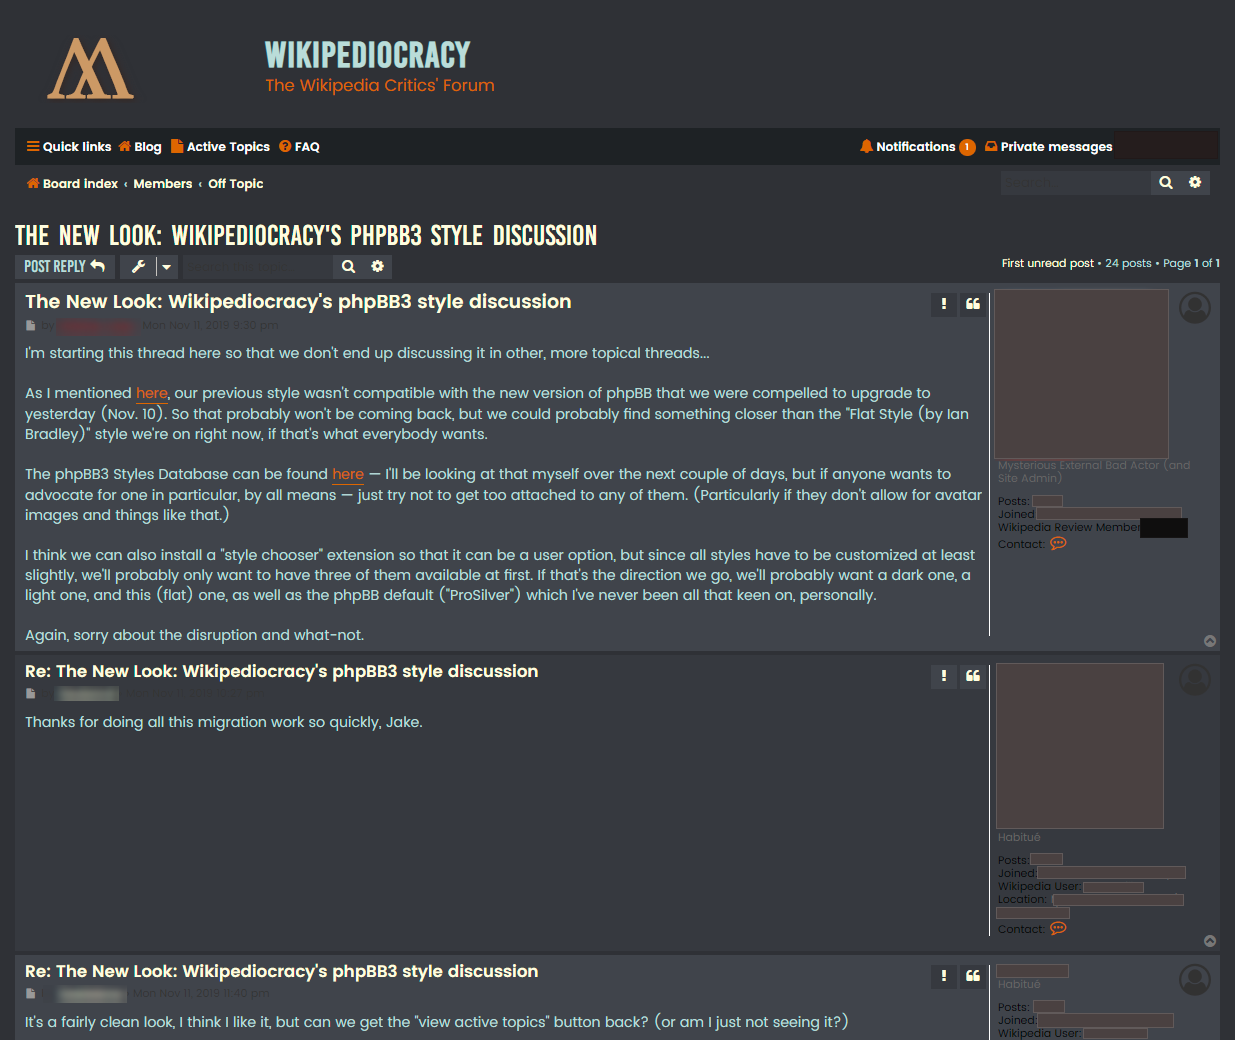 WIKIPEDIOCRACY
The Wikipedia Critics' Forum
Quick links Blog Active Topics FAQ Notifications 1 Private messages
Board index ‹ Members ‹ Off Topic
THE NEW LOOK: WIKIPEDIOCRACY'S PHPBB3 STYLE DISCUSSION
POST REPLY First unread post • 24 posts • Page 1 of 1
The New Look: Wikipediocracy's phpBB3 style discussion
by Mon Nov 11, 2019 9:30 pm
I'm starting this thread here so that we don't end up discussing it in other, more topical threads...
As I mentioned here, our previous style wasn't compatible with the new version of phpBB that we were compelled to upgrade to
yesterday (Nov. 10). So that probably won't be coming back, but we could probably find something closer than the "Flat Style (by Ian
Bradley)" style we're on right now, if that's what everybody wants.
The phpBB3 Styles Database can be found here — I'll be looking at that myself over the next couple of days, but if anyone wants to
advocate for one in particular, by all means — just try not to get too attached to any of them. (Particularly if they don't allow for avatar
images and things like that.)
I think we can also install a "style chooser" extension so that it can be a user option, but since all styles have to be customized at least
slightly, we'll probably only want to have three of them available at first. If that's the direction we go, we'll probably want a dark one, a
light one, and this (flat) one, as well as the phpBB default ("ProSilver") which I've never been all that keen on, personally.
Again, sorry about the disruption and what-not.
Mysterious External Bad Actor (and
Site Admin)
Posts:
Joined
Wikipedia Review Member
Contact:
Re: The New Look: Wikipediocracy's phpBB3 style discussion
Thanks for doing all this migration work so quickly, Jake.
Habitué
Posts:
Joined:
Wikipedia User:
Location:
Contact:
Re: The New Look: Wikipediocracy's phpBB3 style discussion
Mon Nov 11, 2019 11:40 pm
It's a fairly clean look, I think I like it, but can we get the "view active topics" button back? (or am I just not seeing it?)
Habitué
Posts:
Joined:
Wikipedia User: